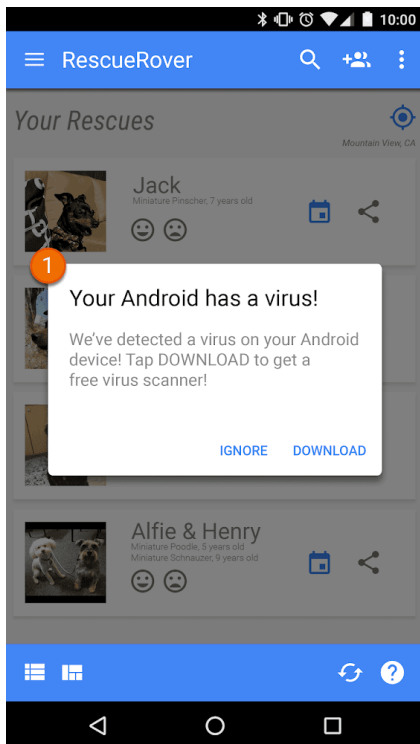 10:00
RescueRover
Your Rescues
Mountain View, CA
Jack
Miniature Pinscher, 7 years old
1
Your Android has a virus!
We've detected a virus on your Android
device! Tap DOWNLOAD to get a
free virus scanner!
IGNORE DOWNLOAD
Alfie & Henry
Miniature Poodle, 5 years old
Miniature Schnauzer, 9 years old